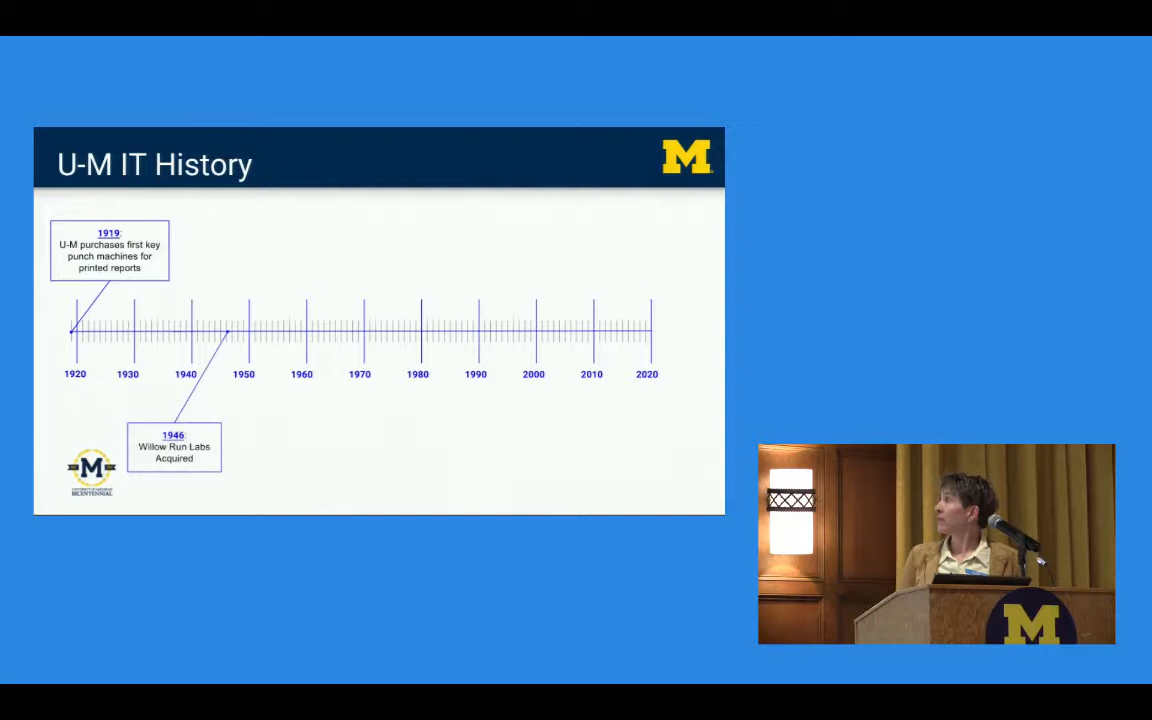 U-M IT History
M
1919:
U-M purchases first key
punch machines for
printed reports
1920 1930 1940 1950 1960 1970 1980 1990 2000 2010 2020
1946:
Willow Run Labs
Acquired
M
UNIVERSITY OF MICHIGAN
BICENTENNIAL
M